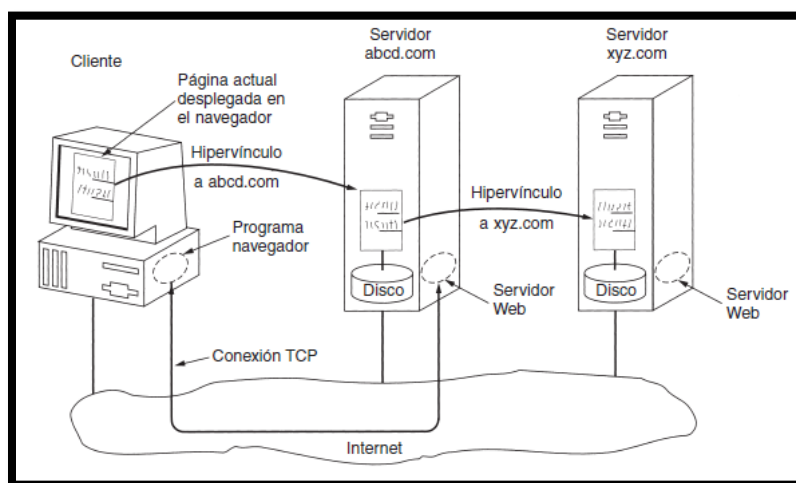 Servidor
abcd.com
Servidor
xyz.com
Cliente
Página actual
desplegada en
el navegador
Hipervínculo
a abcd.com
Hipervínculo
a xyz.com
Programa
navegador
Disco
Servidor
Web
Disco
Servidor
Web
Conexión TCP
Internet